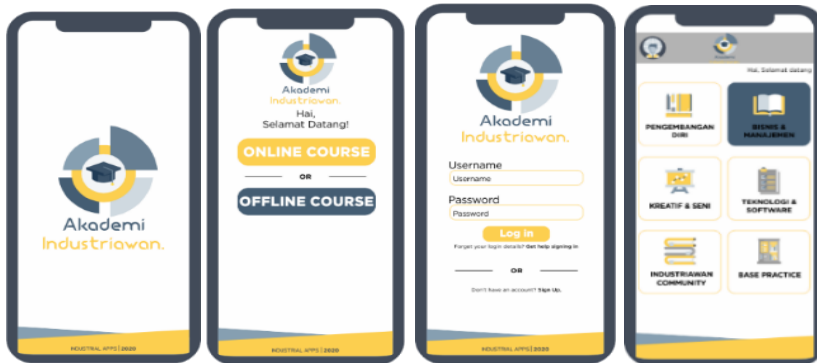 Akademi
Industriawan.
INDUSTRIAL APPS | 2020
Akademi
Industriawan.
Hai,
Selamat Datang!
ONLINE COURSE
OR
OFFLINE COURSE
INDUSTRIAL APPS | 2020
Akademi
Industriawan.
Username
Username
Password
Password
Log in
Forget your login details? Get help signing in
OR
Don't have an account? Sign Up.
INDUSTRIAL APPS | 2020
Akademi
Hai, Selamat datang
PENGEMBANGAN
DIRI
BISNIS &
MANAJEMEN
KREATIF & SENI
TEKNOLOGI &
SOFTWARE
INDUSTRIAWAN
COMMUNITY
BASE PRACTICE